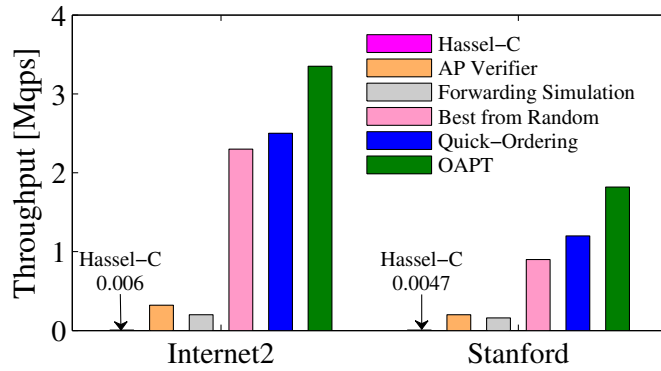 4
3
2
1
0
Throughput [Mqps]
Hassel−C
AP Verifier
Forwarding Simulation
Best from Random
Quick−Ordering
OAPT
Hassel−C
0.006
Hassel−C
0.0047
Internet2
Stanford